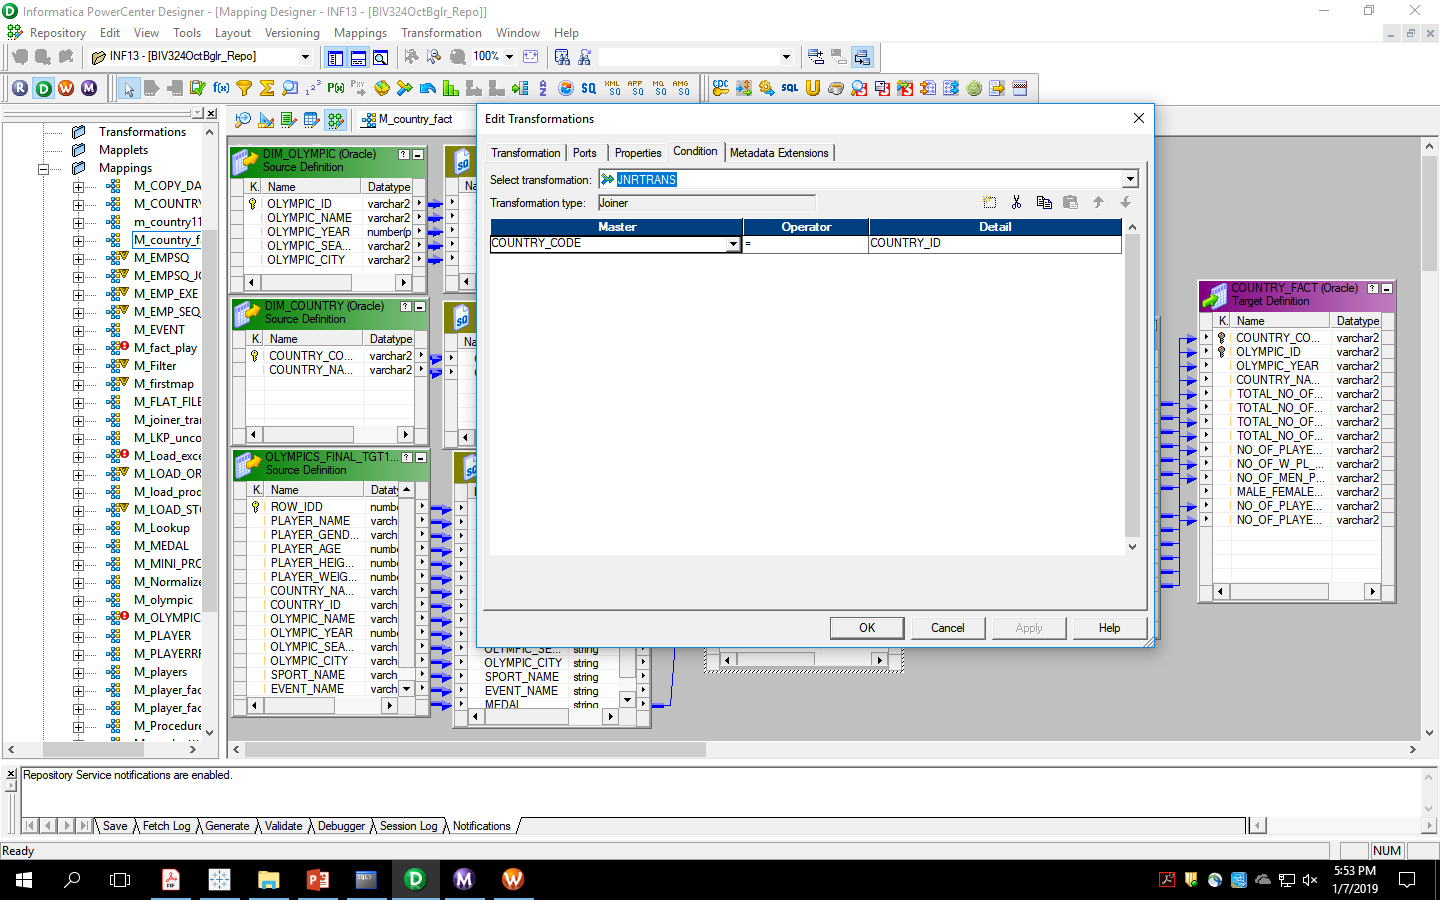 Informatica PowerCenter Designer - [Mapping Designer - INF13 - [BIV324OctBglr_Repo]]
Repository Edit View Tools Layout Versioning Mappings Transformation Window Help
INF13 - [BIV324OctBglr_Repo]
100%
M_country_fact
Transformations
Mapplets
Mappings
M_COPY_DA
M_COUNTRY
m_country11
M_country_fa
M_EMPSQ
M_EMPSQ_JO
M_EMP_EXE
M_EMP_SEQ
M_EVENT
M_fact_play
M_Filter
M_firstmap
M_FLAT_FILE
M_joiner_tra
M_LKP_unco
M_Load_exce
M_LOAD_OR
M_load_proc
M_LOAD_STO
M_Lookup
M_MEDAL
M_MINI_PRO
M_Normalize
M_olympic
M_OLYMPIC
M_PLAYER
M_PLAYERRF
M_players
M_player_fac
M_player_fac
M_Procedure
DIM_OLYMPIC (Oracle)
Source Definition
K. Name Datatype
OLYMPIC_ID varchar2
OLYMPIC_NAME varchar2
OLYMPIC_YEAR number(p
OLYMPIC_SEA... varchar2
OLYMPIC_CITY varchar2
DIM_COUNTRY (Oracle)
Source Definition
K. Name Datatype
COUNTRY_CO... varchar2
COUNTRY_NA... varchar2
OLYMPICS_FINAL_TGT1...
Source Definition
K. Name Datat
ROW_IDD numbe
PLAYER_NAME varch
PLAYER_GEND... varch
PLAYER_AGE numbe
PLAYER_HEIG... numbe
PLAYER_WEIG... numbe
COUNTRY_NA... varch
COUNTRY_ID varch
OLYMPIC_NAME varch
OLYMPIC_YEAR numbe
OLYMPIC_SEA... varch
OLYMPIC_CITY varch
SPORT_NAME varch
EVENT_NAME varch
OLYMPIC_SE... string
OLYMPIC_CITY string
SPORT_NAME string
EVENT_NAME string
MEDAL string
Edit Transformations
Transformation Ports Properties Condition Metadata Extensions
Select transformation: JNRTRANS
Transformation type: Joiner
Master Operator Detail
COUNTRY_CODE = COUNTRY_ID
OK Cancel Apply Help
COUNTRY_FACT (Oracle)
Target Definition
K. Name Datatype
COUNTRY_CO... varchar2
OLYMPIC_ID varchar2
OLYMPIC_YEAR varchar2
COUNTRY_NA... varchar2
TOTAL_NO_OF... varchar2
TOTAL_NO_OF... varchar2
TOTAL_NO_OF... varchar2
TOTAL_NO_OF... varchar2
NO_OF_PLAYE... varchar2
NO_OF_W_PL_... varchar2
NO_OF_MEN_P... varchar2
MALE_FEMALE... varchar2
NO_OF_PLAYE... varchar2
NO_OF_PLAYE... varchar2
Repository Service notifications are enabled.
Save Fetch Log Generate Validate Debugger Session Log Notifications
Ready
NUM
5:53 PM
1/7/2019